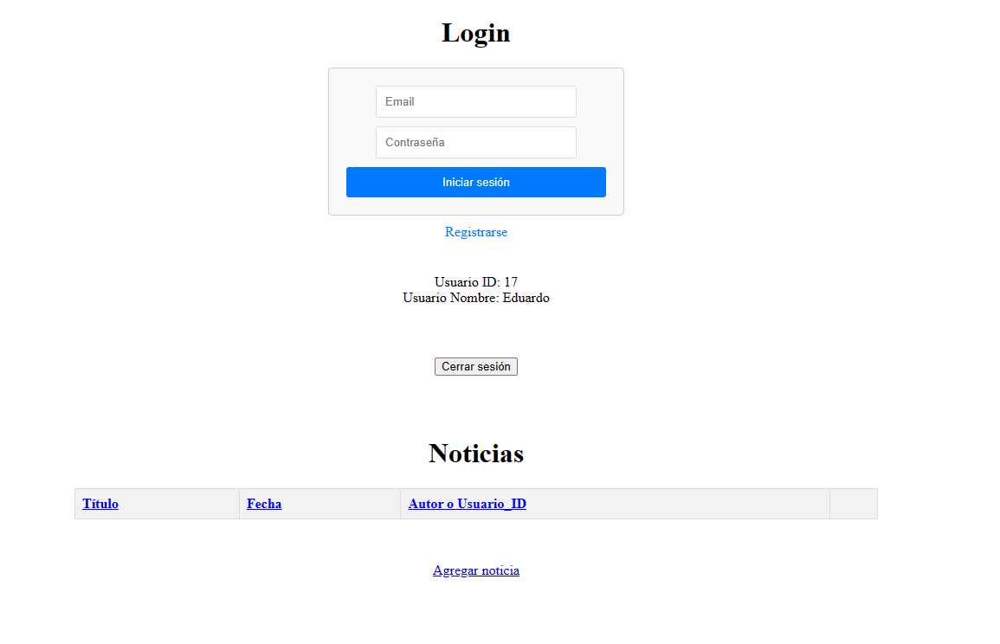 Login
Email
Contraseña
Iniciar sesión
Registrarse
Usuario ID: 17
Usuario Nombre: Eduardo
Cerrar sesión
Noticias
Título Fecha Autor o Usuario_ID
Agregar noticia